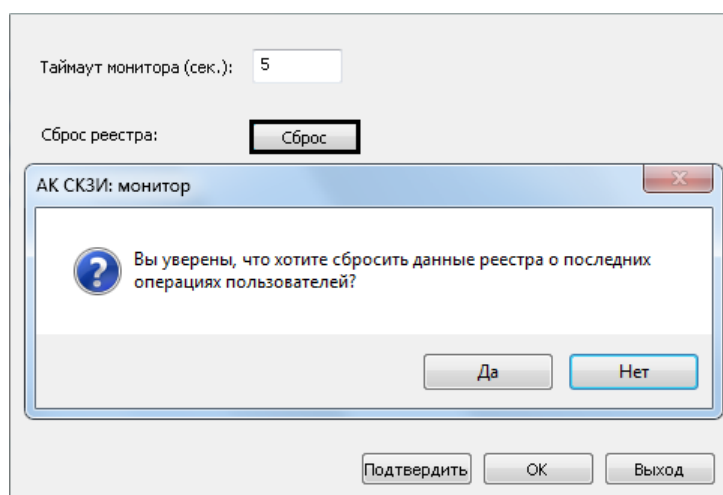 Таймаут монитора (сек.): 5
Сброс реестра: Сброс
АК СКЗИ: монитор
Вы уверены, что хотите сбросить данные реестра о последних
операциях пользователей?
Да Нет
Подтвердить ОК Выход